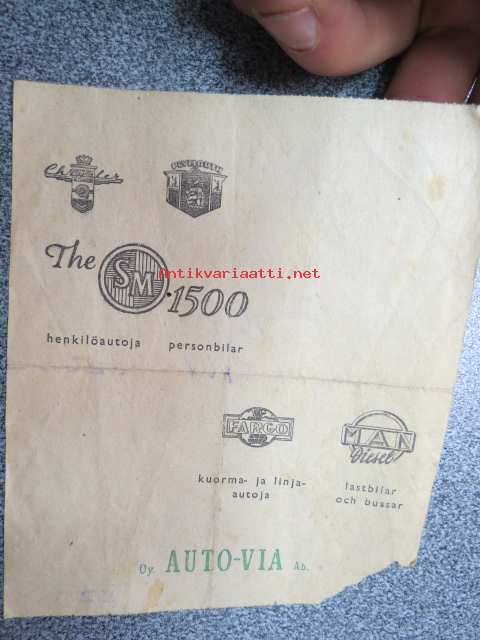 Chrysler PLYMOUTH
The SM 1500
Antikvariaatti.net
henkilöautoja personbilar
FARGO MAN Diesel
kuorma- ja linja-
autoja
lastbilar
och bussar
Oy. AUTO-VIA Ab.